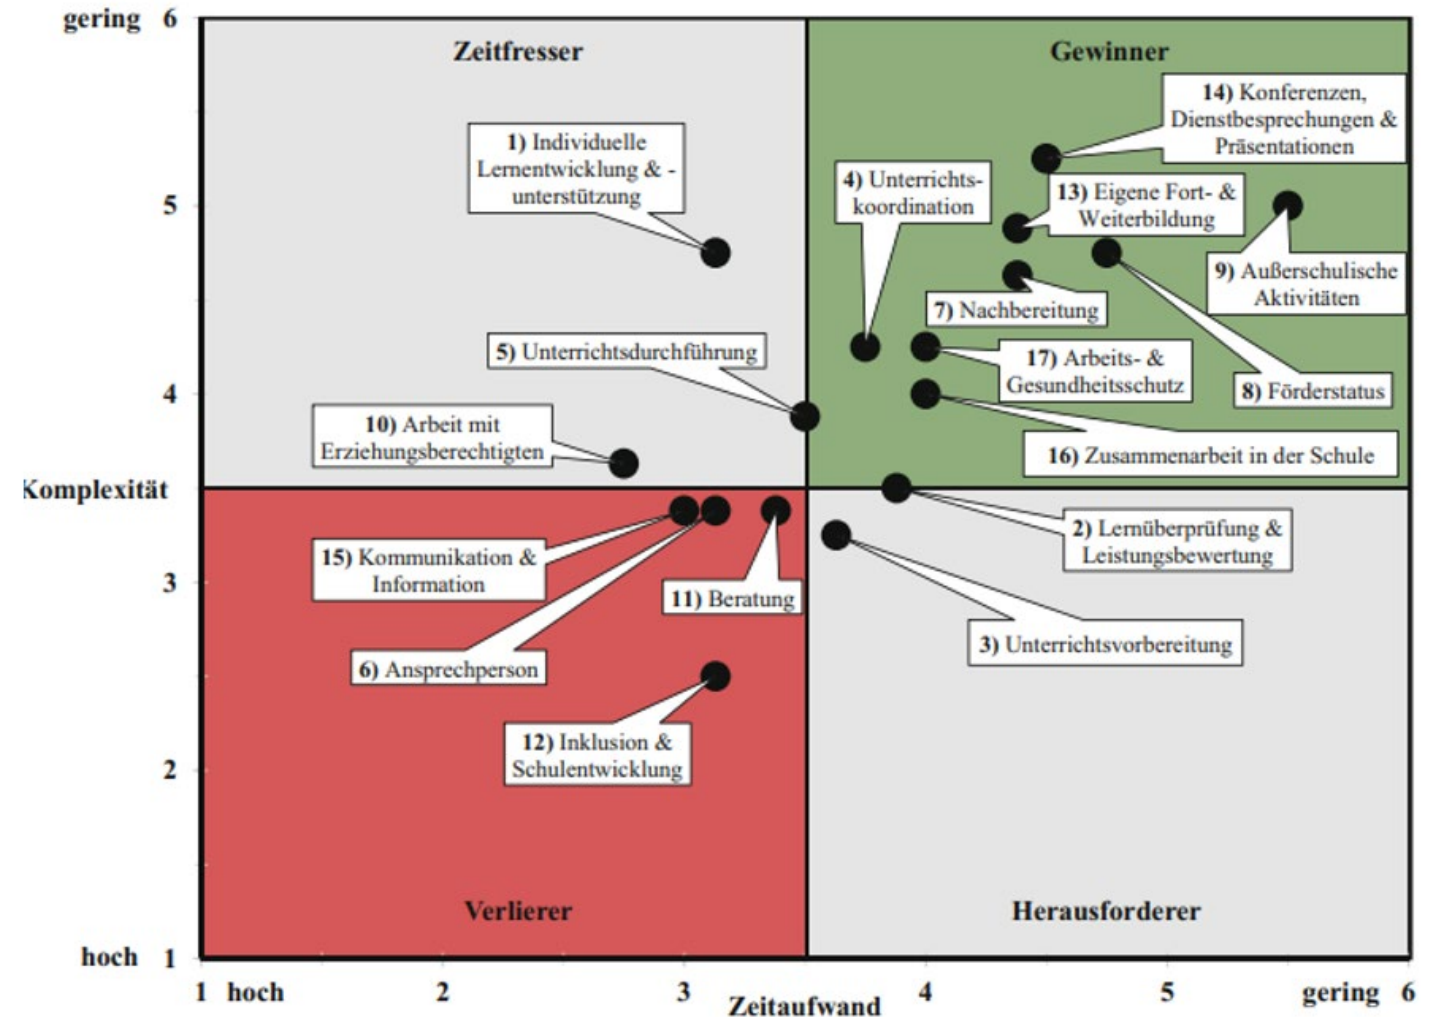 gering 6
Zeitfresser
Gewinner
14) Konferenzen,
Dienstbesprechungen &
Präsentationen
1) Individuelle
Lernentwicklung & -
unterstützung
4) Unterrichts-
koordination
13) Eigene Fort- &
Weiterbildung
5
9) Außerschulische
Aktivitäten
7) Nachbereitung
5) Unterrichtsdurchführung
17) Arbeits- &
Gesundheitsschutz
8) Förderstatus
4
10) Arbeit mit
Erziehungsberechtigten
16) Zusammenarbeit in der Schule
Komplexität
2) Lernüberprüfung &
Leistungsbewertung
15) Kommunikation &
Information
3
11) Beratung
3) Unterrichtsvorbereitung
6) Ansprechperson
12) Inklusion &
Schulentwicklung
2
Verlierer
Herausforderer
hoch 1
1 hoch 2 3 4 5 gering 6
Zeitaufwand